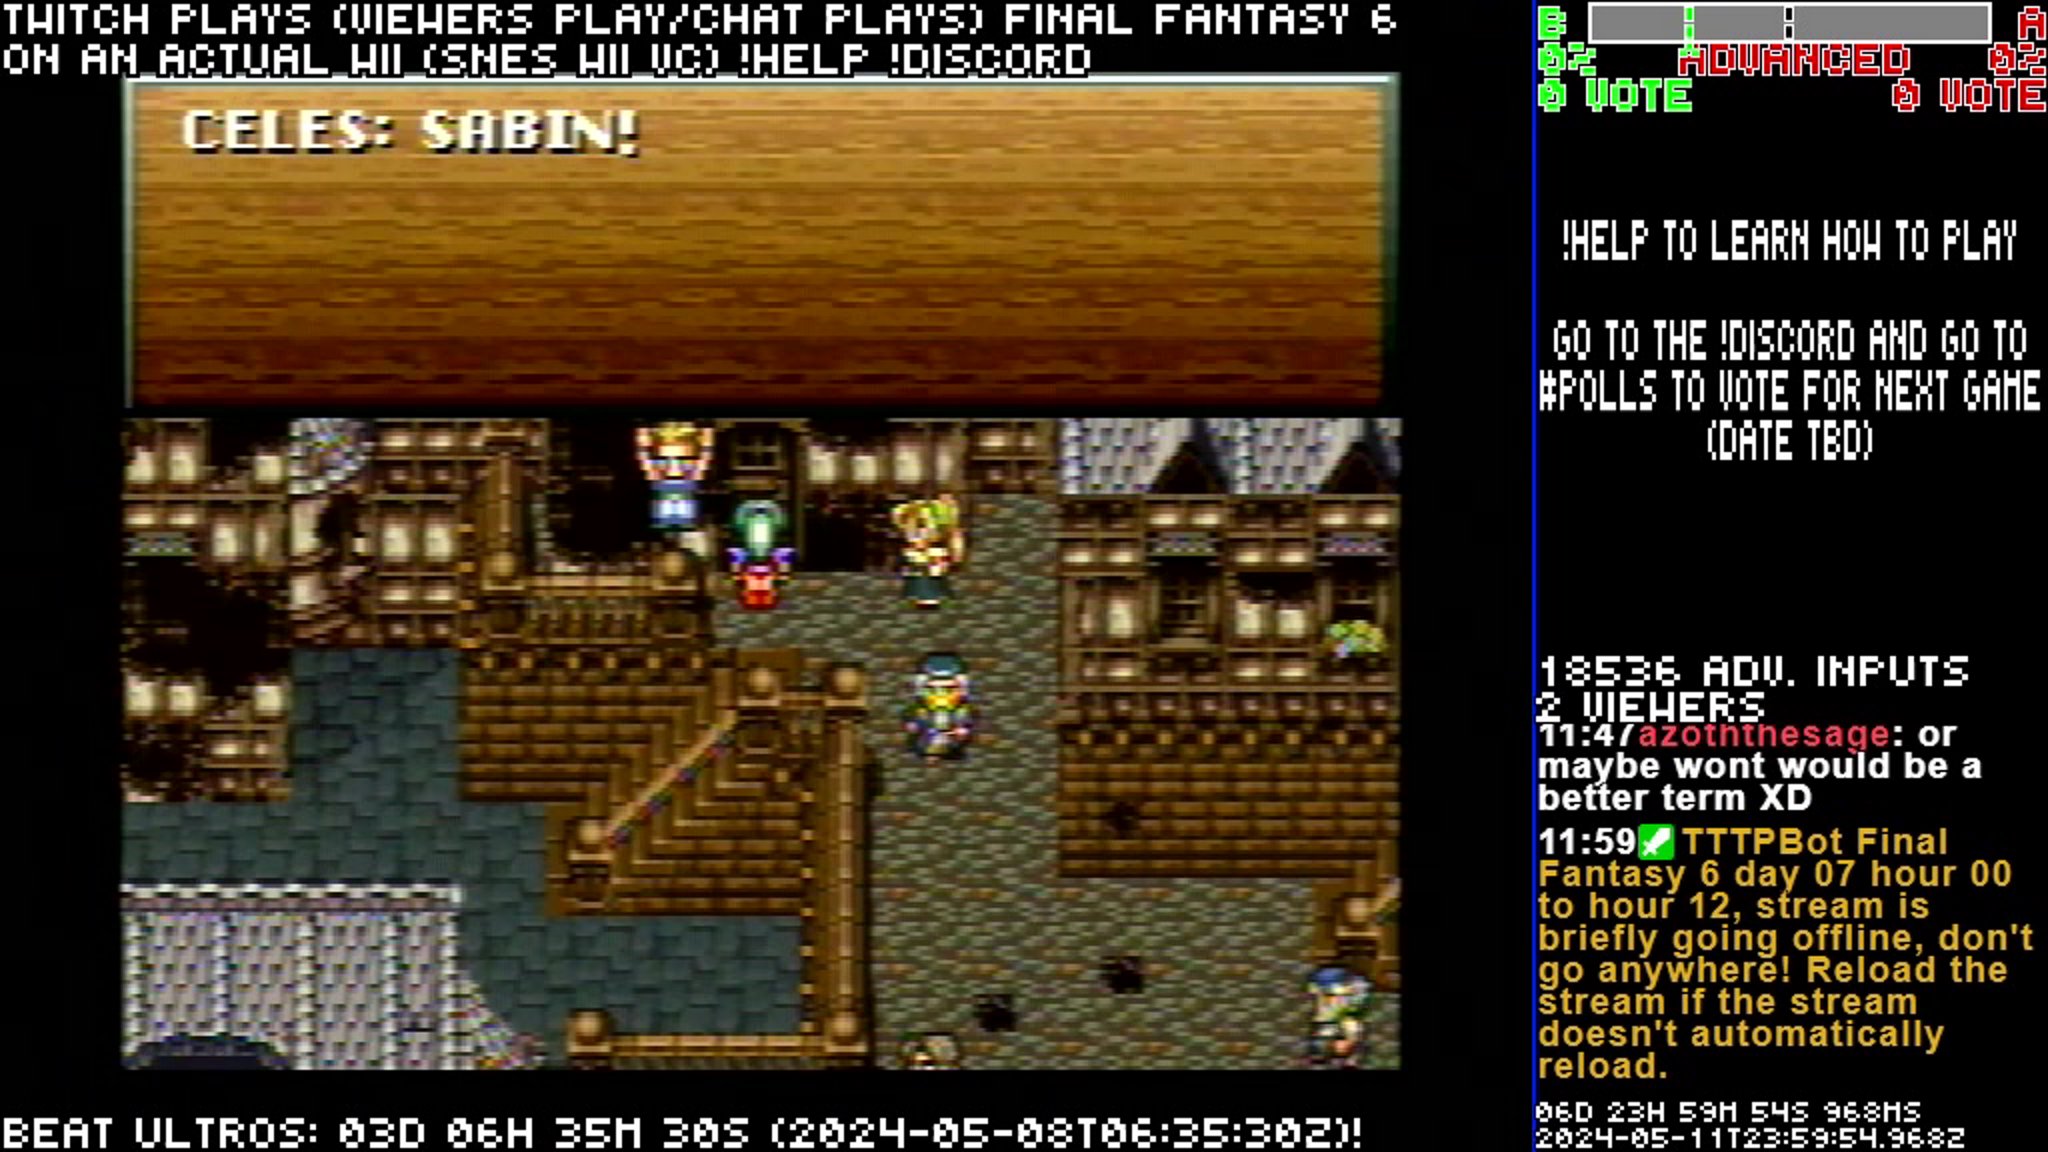 TWITCH PLAYS (VIEWERS PLAY/CHAT PLAYS) FINAL FANTASY 6
ON AN ACTUAL WII (SNES WII VC) !HELP !DISCORD
CELES: SABIN!
BEAT ULTROS: 03D 06H 35M 30S (2024-05-08T06:35:30Z)!
B A
0% ADVANCED 0%
0 VOTE 0 VOTE
!HELP TO LEARN HOW TO PLAY
GO TO THE !DISCORD AND GO TO
#POLLS TO VOTE FOR NEXT GAME
(DATE TBD)
18536 ADV. INPUTS
2 VIEWERS
11:47 azoththesage: or
maybe wont would be a
better term XD
11:59 TTTPBot Final
Fantasy 6 day 07 hour 00
to hour 12, stream is
briefly going offline, don't
go anywhere! Reload the
stream if the stream
doesn't automatically
reload.
06D 23H 59M 54S 968MS
2024-05-11T23:59:54.968Z